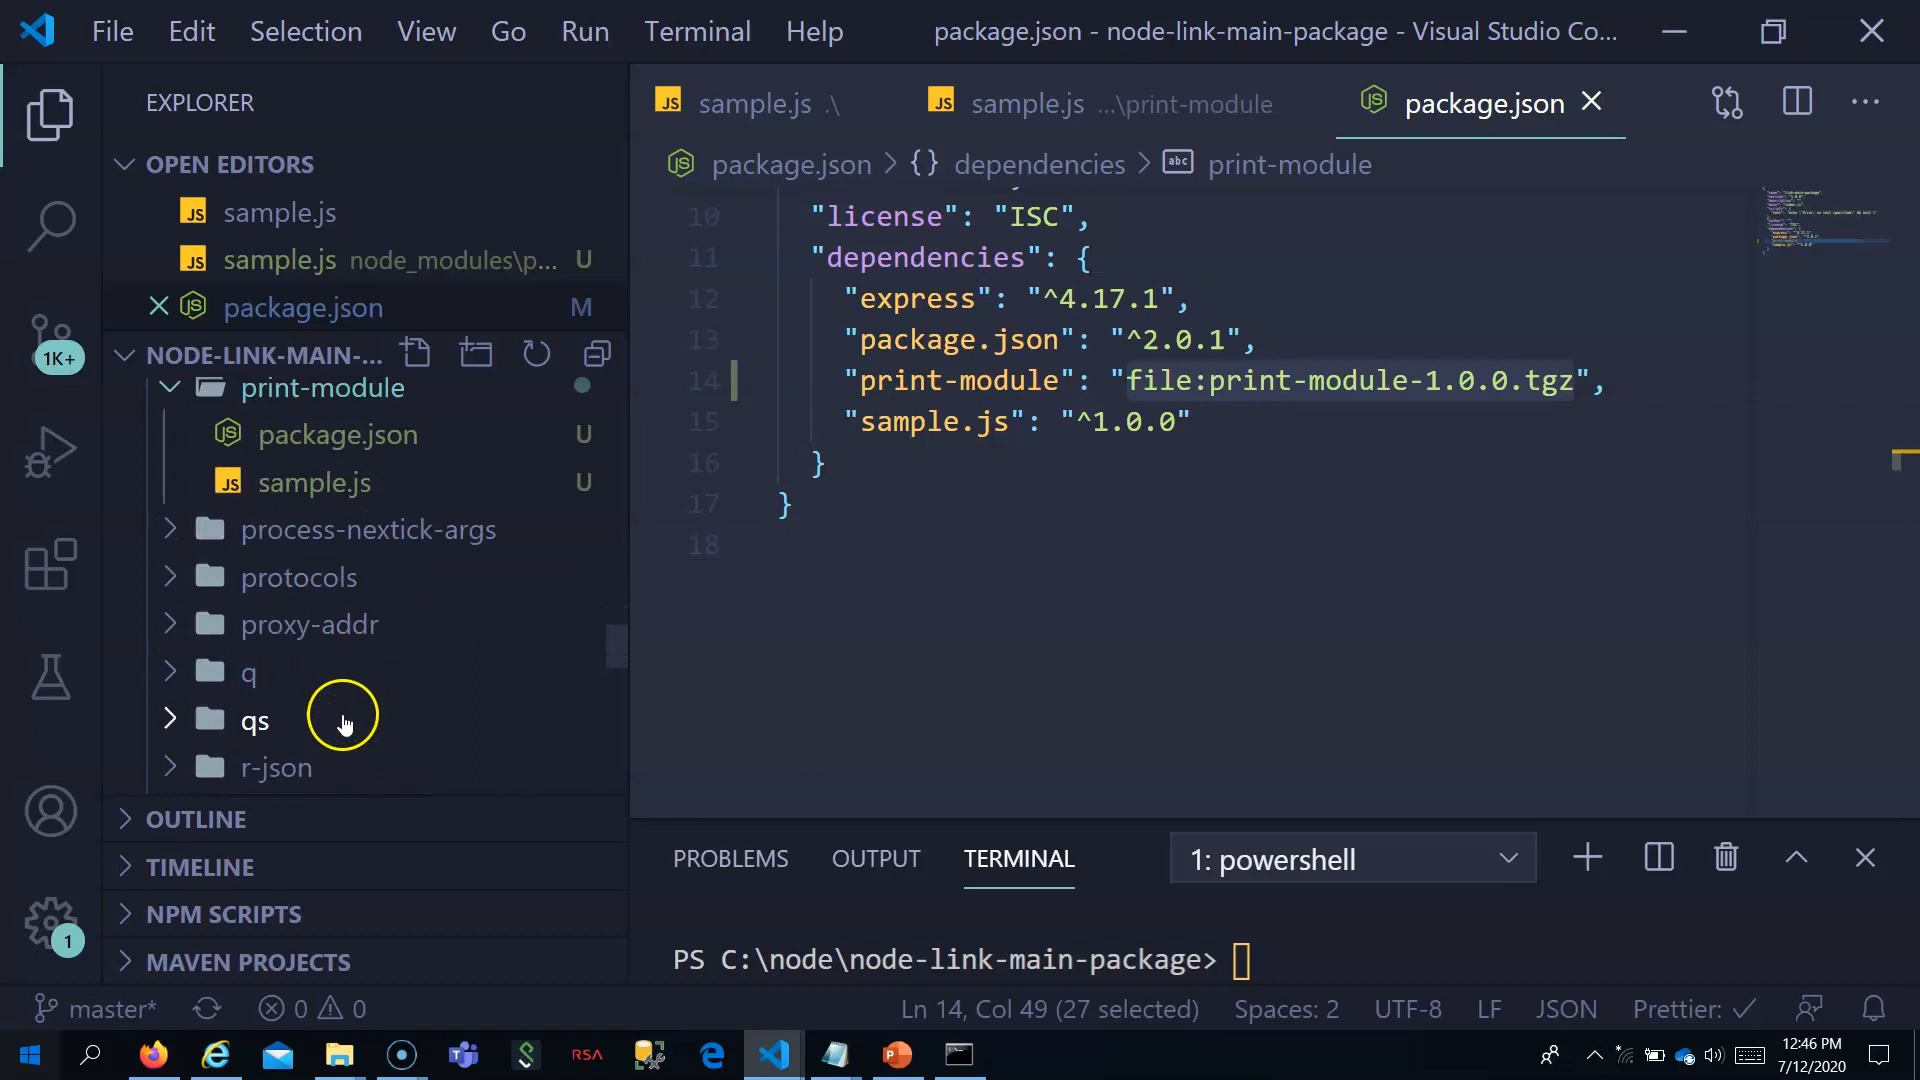 File Edit Selection View Go Run Terminal Help package.json - node-link-main-package - Visual Studio Co...
EXPLORER
OPEN EDITORS
JS sample.js
JS sample.js node_modules\p... U
package.json M
NODE-LINK-MAIN-...
print-module
package.json U
JS sample.js U
process-nextick-args
protocols
proxy-addr
q
qs
r-json
OUTLINE
TIMELINE
NPM SCRIPTS
MAVEN PROJECTS
1K+
1
JS sample.js .\
JS sample.js ...\print-module
package.json
package.json > {} dependencies > abc print-module
10 "license": "ISC",
11 "dependencies": {
12 "express": "^4.17.1",
13 "package.json": "^2.0.1",
14 "print-module": "file:print-module-1.0.0.tgz",
15 "sample.js": "^1.0.0"
16 }
17 }
18
PROBLEMS OUTPUT TERMINAL 1: powershell
PS C:\node\node-link-main-package>
master* 0 0 Ln 14, Col 49 (27 selected) Spaces: 2 UTF-8 LF JSON Prettier: ✓
RSA
12:46 PM
7/12/2020